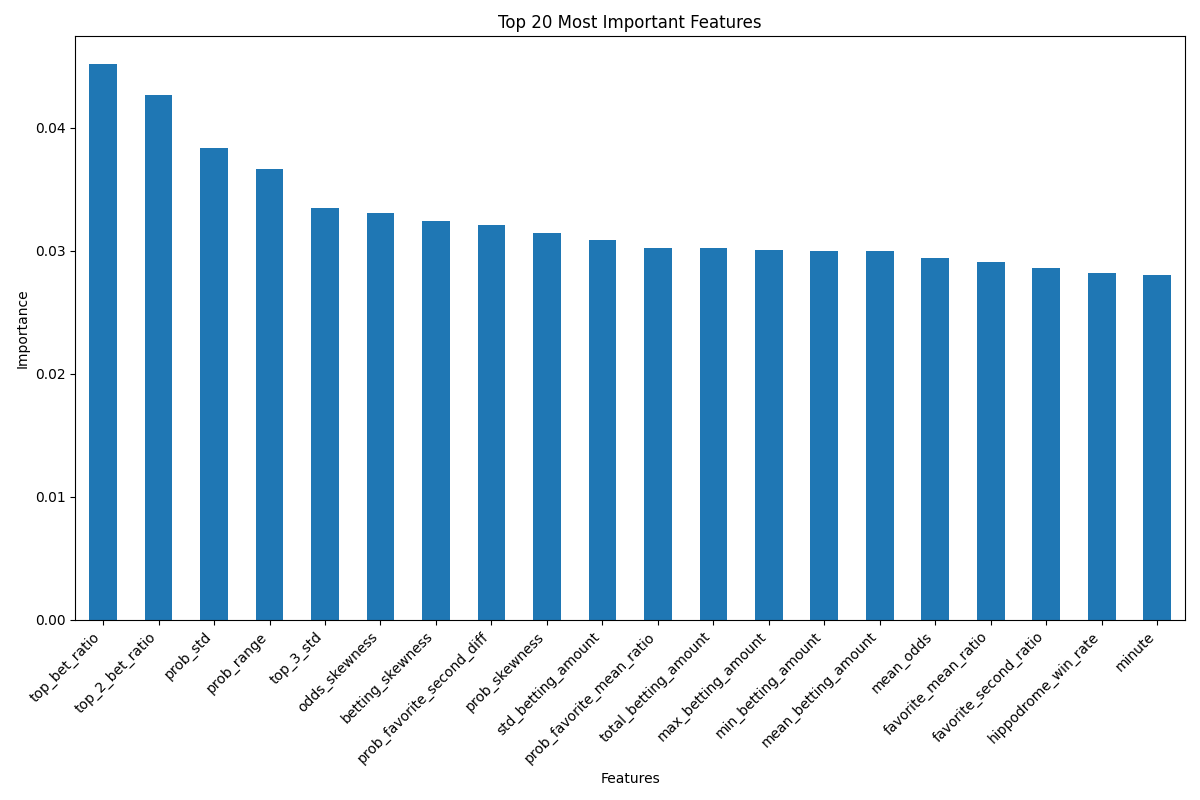 Top 20 Most Important Features
Importance
0.04
0.03
0.02
0.01
0.00
top_bet_ratio
top_2_bet_ratio
prob_std
prob_range
top_3_std
odds_skewness
betting_skewness
prob_favorite_second_diff
prob_skewness
std_betting_amount
prob_favorite_mean_ratio
total_betting_amount
max_betting_amount
min_betting_amount
mean_betting_amount
mean_odds
favorite_mean_ratio
favorite_second_ratio
hippodrome_win_rate
minute
Features